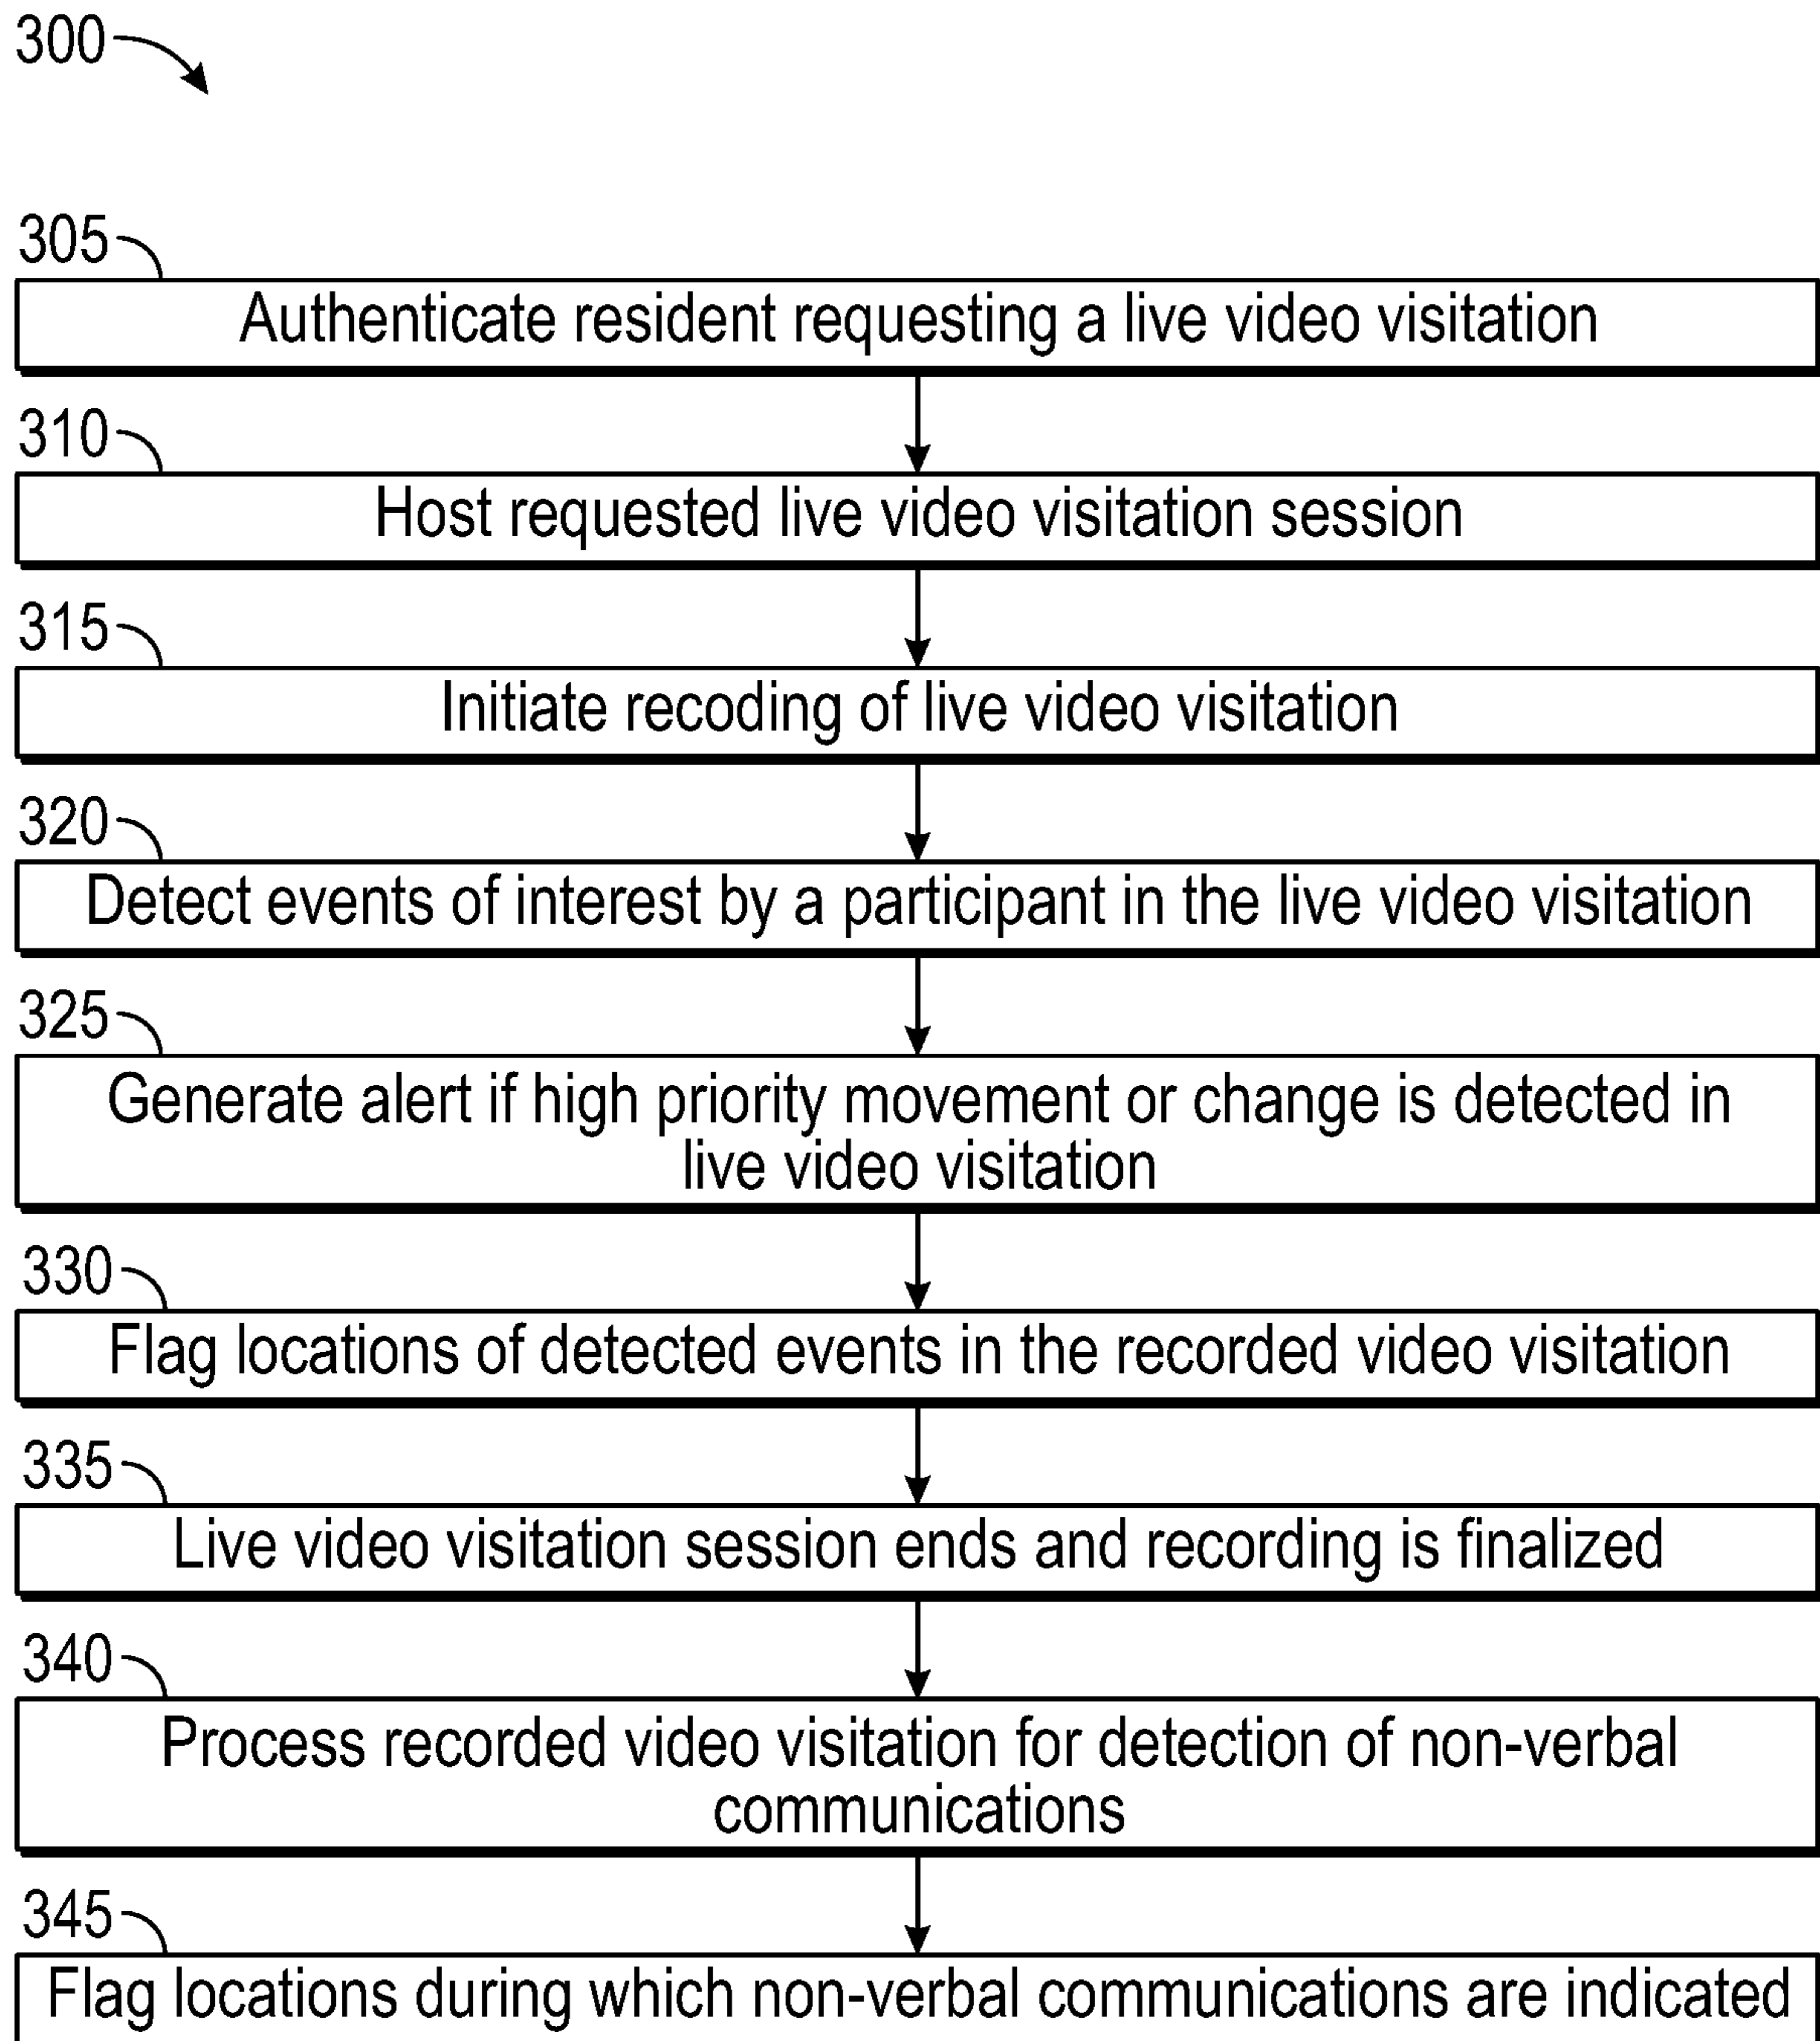 300
305
Authenticate resident requesting a live video visitation
310
Host requested live video visitation session
315
Initiate recoding of live video visitation
320
Detect events of interest by a participant in the live video visitation
325
Generate alert if high priority movement or change is detected in
live video visitation
330
Flag locations of detected events in the recorded video visitation
335
Live video visitation session ends and recording is finalized
340
Process recorded video visitation for detection of non-verbal
communications
345
Flag locations during which non-verbal communications are indicated